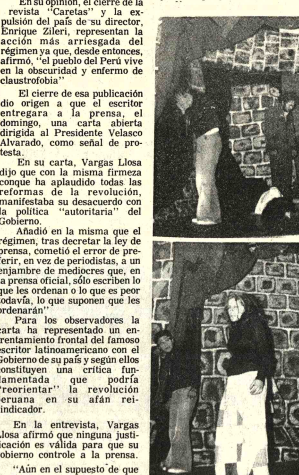 En su opinión, el cierre de la
revista "Caretas" y la ex-
pulsión del país de su director,
Enrique Zileri, representan la
acción más arriesgada del
régimen ya que, desde entonces,
afirmó, "el pueblo del Perú vive
en la obscuridad y enfermo de
claustrofobia"
El cierre de esa publicación
dio origen a que el escritor
entregara a la prensa, el
domingo, una carta abierta
dirigida al Presidente Velasco
Alvarado, como señal de pro-
testa.
En su carta, Vargas Llosa
dijo que con la misma firmeza
conque ha aplaudido todas las
reformas de la revolución,
manifestaba su desacuerdo con
la política "autoritaria" del
Gobierno.
Añadió en la misma que el
régimen, tras decretar la ley de
prensa, cometió el error de pre-
ferir, en vez de periodistas, a un
enjambre de mediocres que, en
la prensa oficial, sólo escriben lo
que les ordenan o lo que es peor
todavía, lo que suponen que les
ordenarán"
Para los observadores la
carta ha reportado un en-
frentamiento frontal del famoso
escritor latinoamericano con el
Gobierno de su país y según ellos
constituyen una crítica fun-
damentada que podría
"reorientar" la revolución
peruana en su afán rei-
vindicador.
En la entrevista, Vargas
Llosa afirmó que ninguna justi-
ficación es válida para que su
gobierno controle a la prensa.
"Aún en el supuesto de que